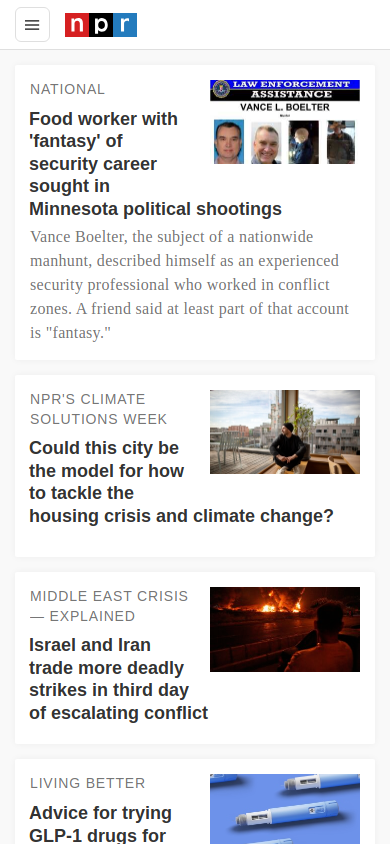 npr
NATIONAL
Food worker with
'fantasy' of
security career
sought in
Minnesota political shootings
LAW ENFORCEMENT
ASSISTANCE
VANCE L. BOELTER
Vance Boelter, the subject of a nationwide
manhunt, described himself as an experienced
security professional who worked in conflict
zones. A friend said at least part of that account
is "fantasy."
NPR'S CLIMATE
SOLUTIONS WEEK
Could this city be
the model for how
to tackle the
housing crisis and climate change?
MIDDLE EAST CRISIS
— EXPLAINED
Israel and Iran
trade more deadly
strikes in third day
of escalating conflict
LIVING BETTER
Advice for trying
GLP-1 drugs for